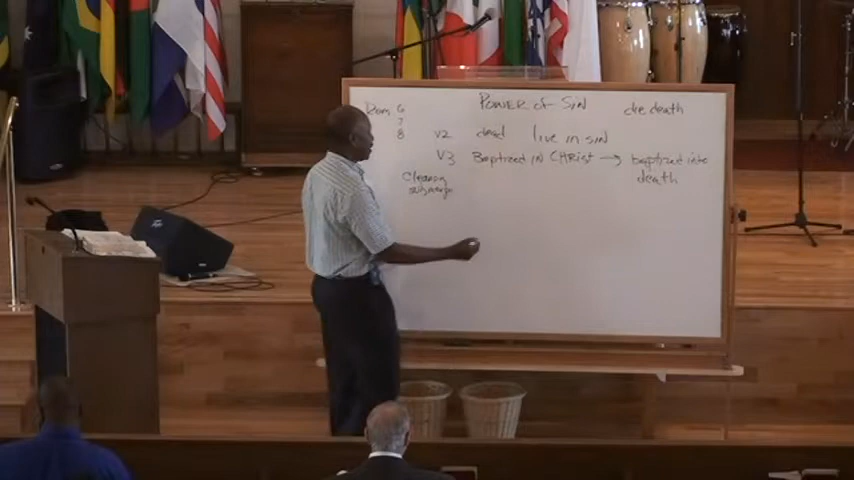 Rom 6 POWER of SiN die death
7
8 V2 dead live in sin
V3 Baptized IN CHRist → baptized into
death
Cleansing
submerge